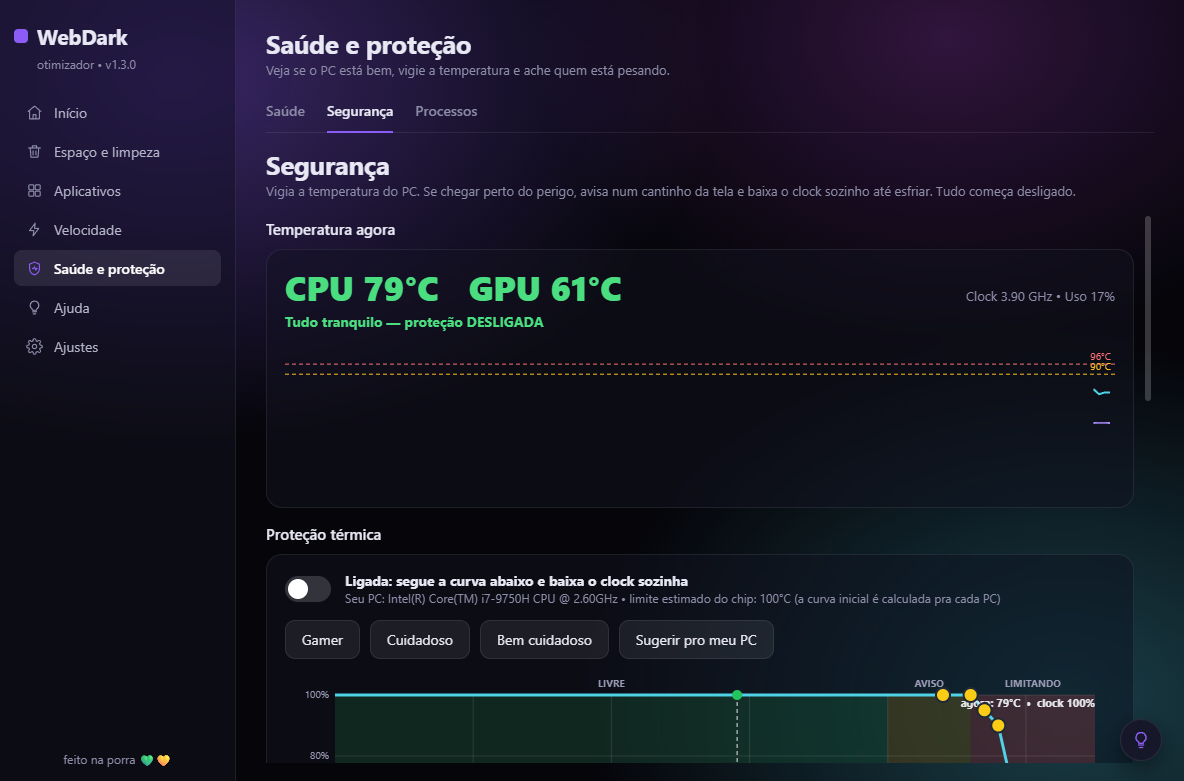 WebDark
otimizador • v1.3.0
Início
Espaço e limpeza
Aplicativos
Velocidade
Saúde e proteção
Ajuda
Ajustes
feito na porra
Saúde e proteção
Veja se o PC está bem, vigie a temperatura e ache quem está pesando.
Saúde Segurança Processos
Segurança
Vigia a temperatura do PC. Se chegar perto do perigo, avisa num cantinho da tela e baixa o clock sozinho até esfriar. Tudo começa desligado.
Temperatura agora
CPU 79°C GPU 61°C
Clock 3.90 GHz • Uso 17%
Tudo tranquilo — proteção DESLIGADA
96°C
90°C
Proteção térmica
Ligada: segue a curva abaixo e baixa o clock sozinha
Seu PC: Intel(R) Core(TM) i7-9750H CPU @ 2.60GHz • limite estimado do chip: 100°C (a curva inicial é calculada pra cada PC)
Gamer Cuidadoso Bem cuidadoso Sugerir pro meu PC
LIVRE AVISO LIMITANDO
100%
agora: 79°C • clock 100%
80%